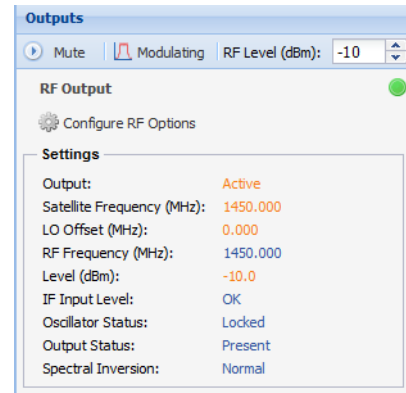 Outputs
Mute Modulating RF Level (dBm): -10
RF Output
Configure RF Options
Settings
Output: Active
Satellite Frequency (MHz): 1450.000
LO Offset (MHz): 0.000
RF Frequency (MHz): 1450.000
Level (dBm): -10.0
IF Input Level: OK
Oscillator Status: Locked
Output Status: Present
Spectral Inversion: Normal